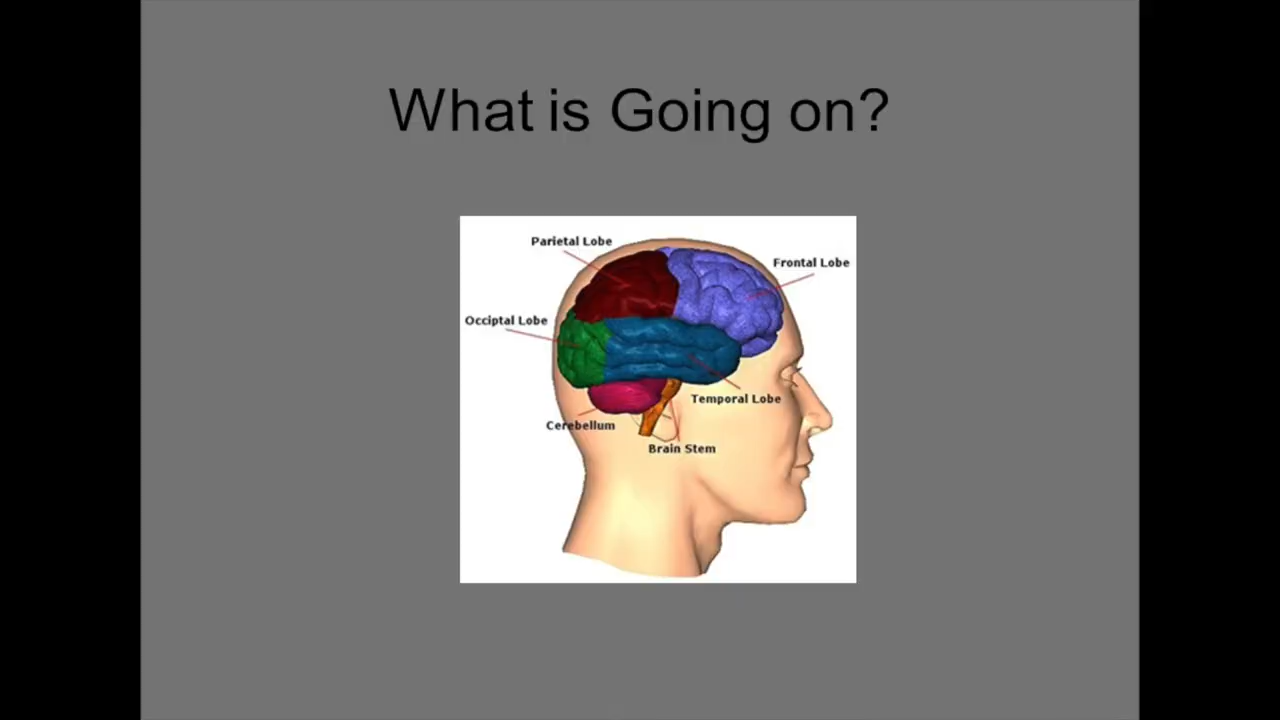 What is Going on?
Parietal Lobe
Frontal Lobe
Occiptal Lobe
Temporal Lobe
Cerebellum
Brain Stem